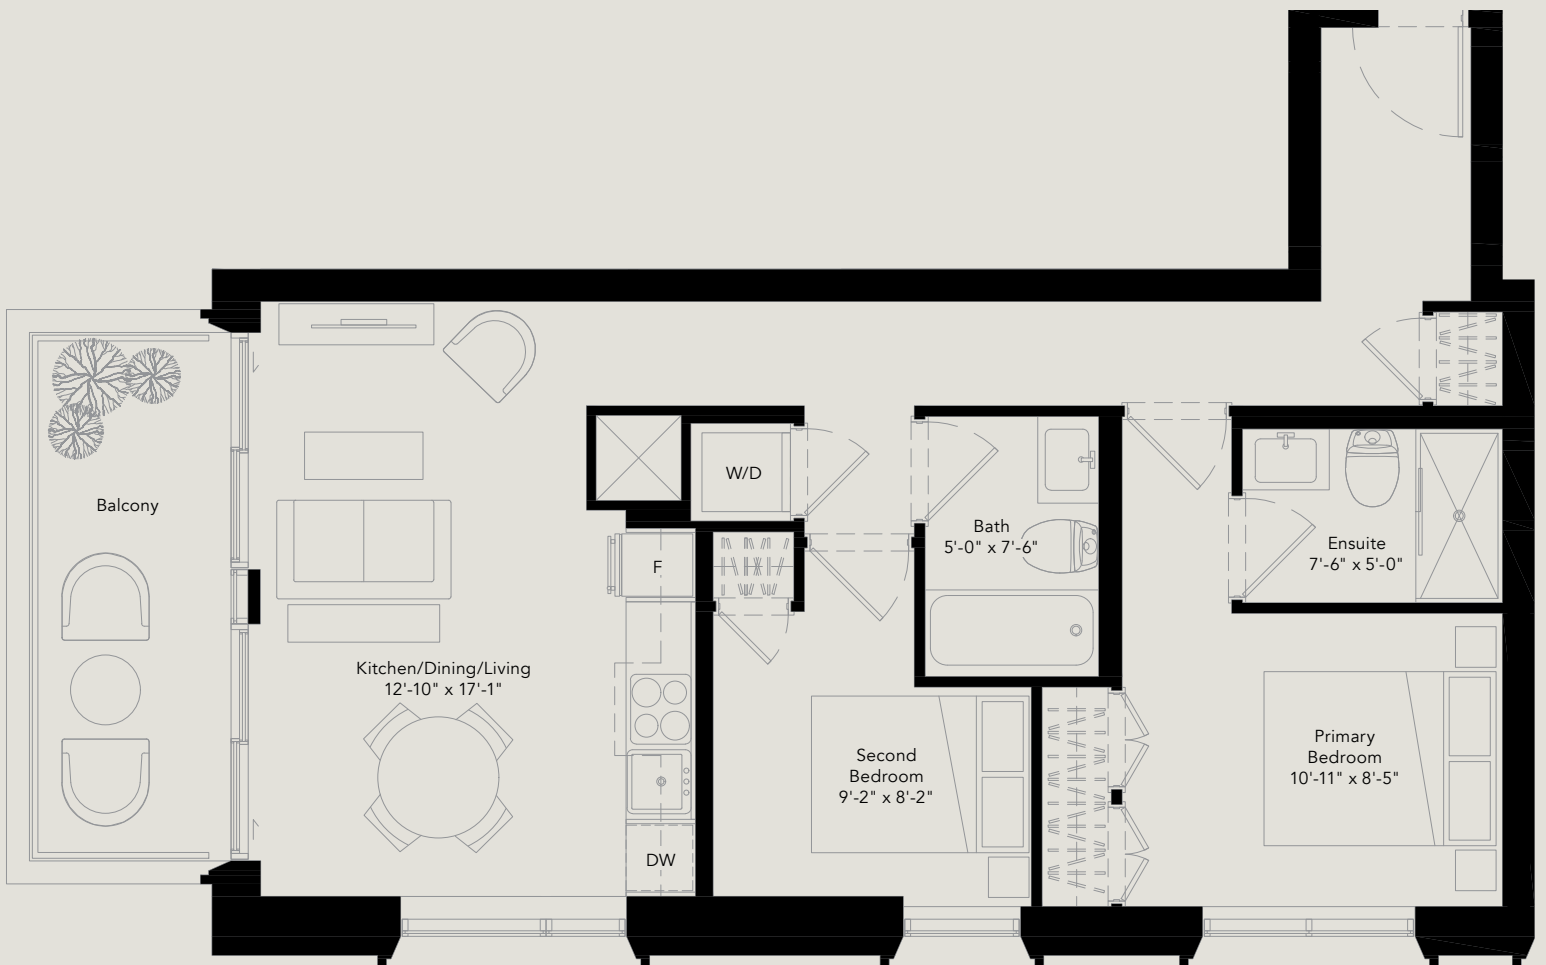 Balcony
Kitchen/Dining/Living
12'-10" x 17'-1"
W/D
F
DW
Bath
5'-0" x 7'-6"
Second
Bedroom
9'-2" x 8'-2"
Ensuite
7'-6" x 5'-0"
Primary
Bedroom
10'-11" x 8'-5"